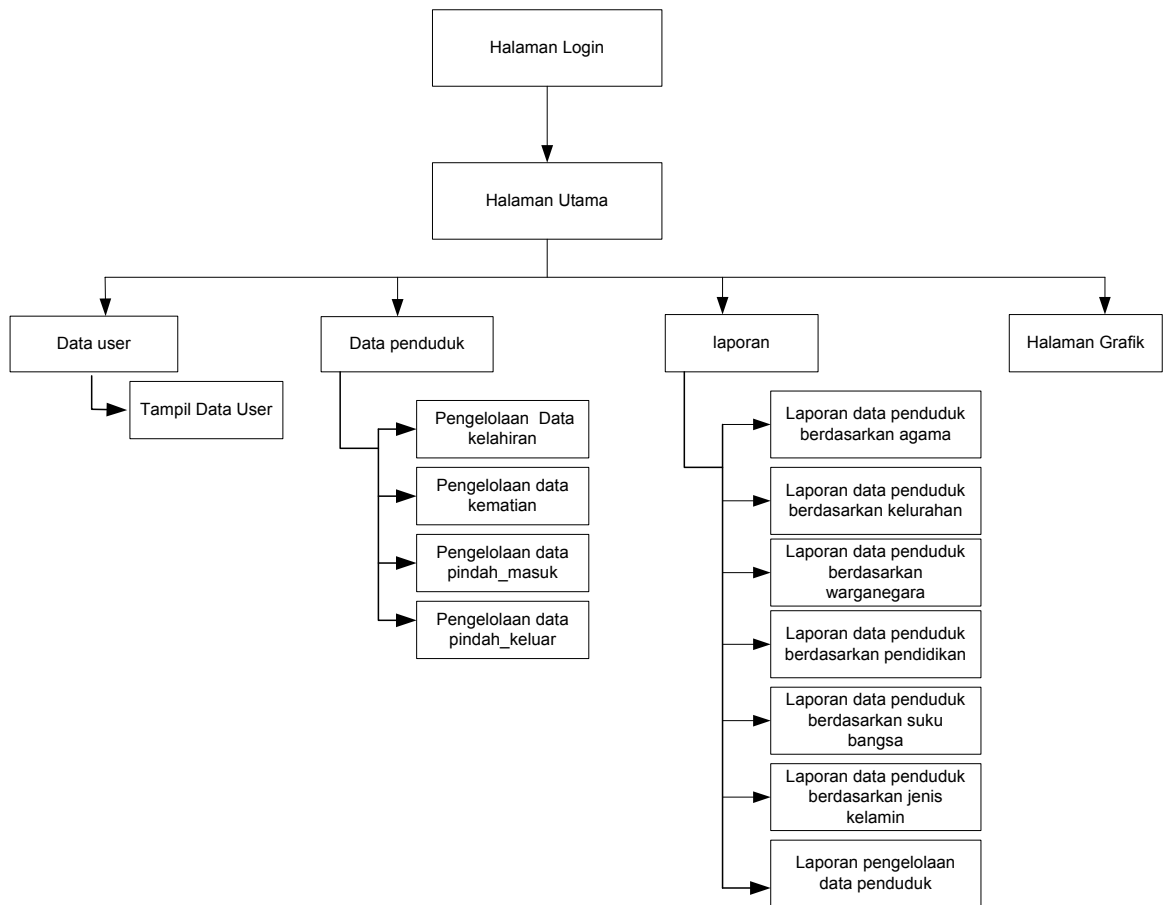 Halaman Login
Halaman Utama
Data user
Data penduduk
laporan
Halaman Grafik
Tampil Data User
Pengelolaan  Data
kelahiran
Pengelolaan data
kematian
Pengelolaan data
pindah_masuk
Pengelolaan data
pindah_keluar
Laporan data penduduk
berdasarkan agama
Laporan data penduduk
berdasarkan kelurahan
Laporan data penduduk
berdasarkan
warganegara
Laporan data penduduk
berdasarkan pendidikan
Laporan data penduduk
berdasarkan suku
bangsa
Laporan data penduduk
berdasarkan jenis
kelamin
Laporan pengelolaan
data penduduk